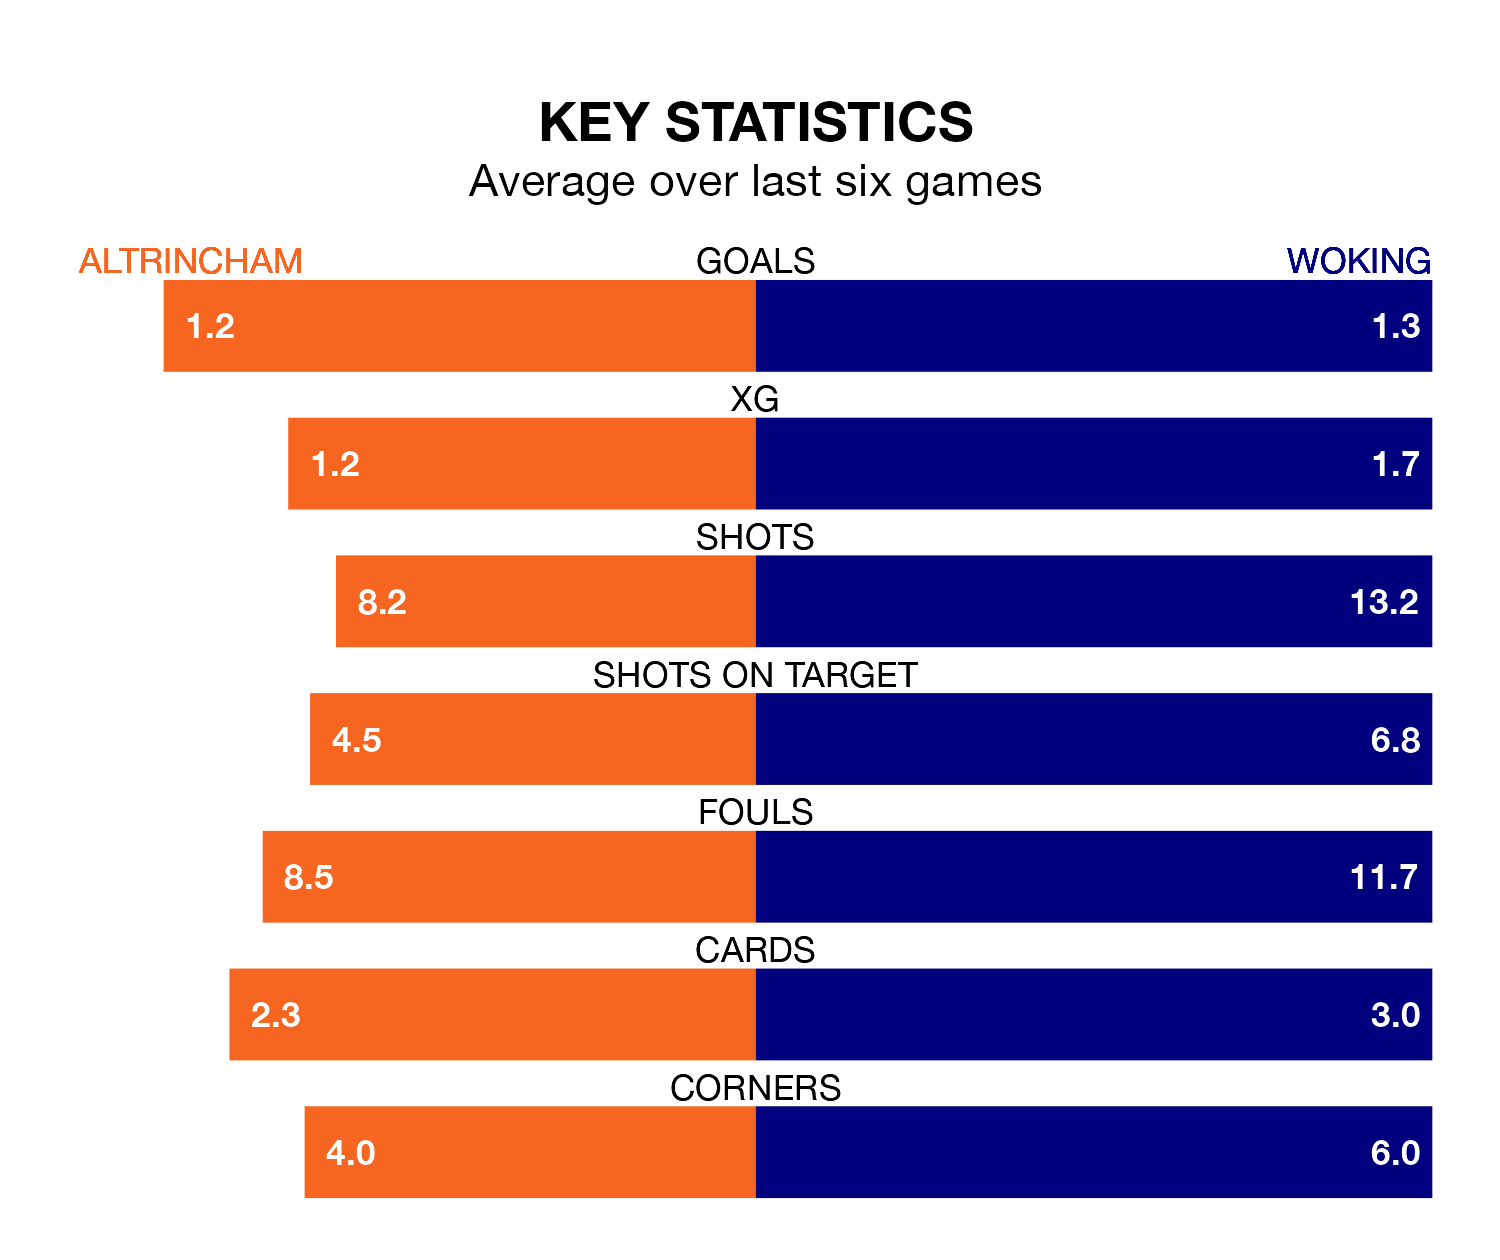 KEY STATISTICS
Average over last six games
ALTRINCHAM GOALS WOKING
1.2 1.3
XG
1.2 1.7
SHOTS
8.2 13.2
SHOTS ON TARGET
4.5 6.8
FOULS
8.5 11.7
CARDS
2.3 3.0
CORNERS
4.0 6.0